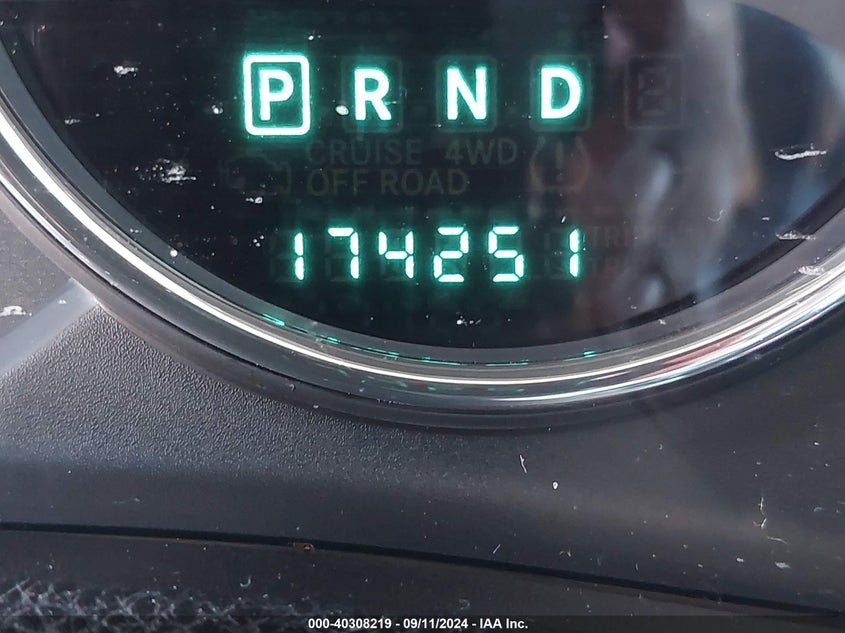 P R N D
CRUISE 4WD
OFF ROAD
174251
000-40308219 - 09/11/2024 - IAA Inc.